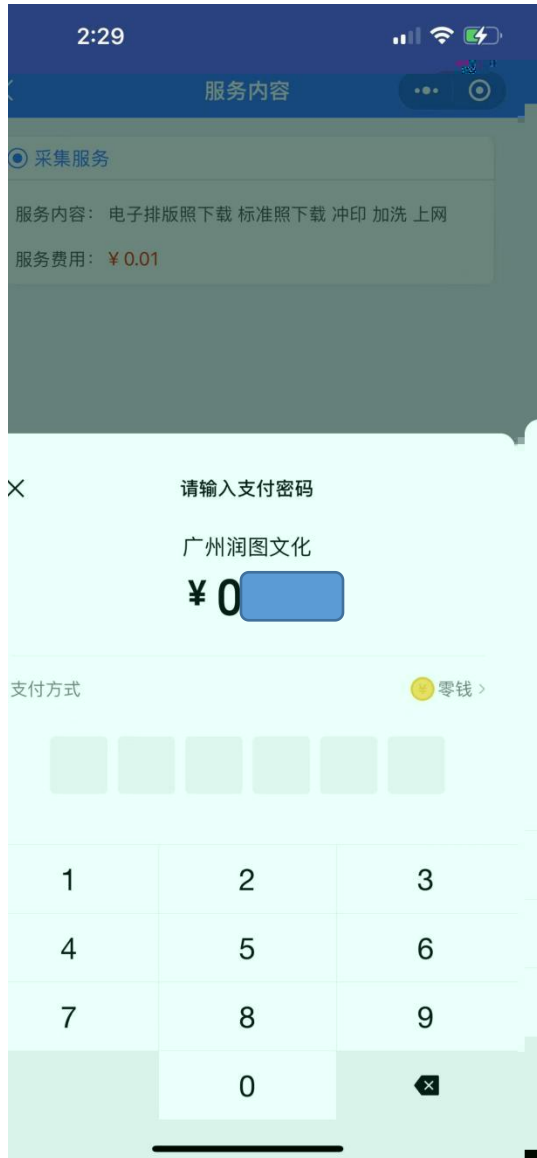 2:29
服务内容
采集服务
服务内容: 电子排版照下载 标准照下载 冲印 加洗 上网
服务费用: ¥ 0.01
请输入支付密码
广州润图文化
¥ 0
支付方式 零钱
1 2 3
4 5 6
7 8 9
0